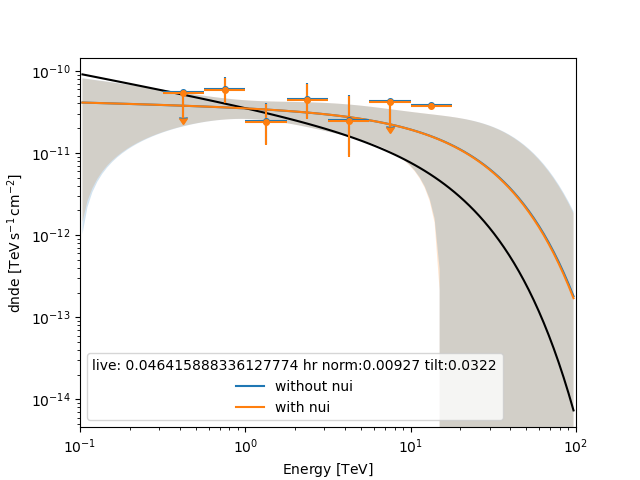 10⁻¹⁰
10⁻¹¹
10⁻¹²
10⁻¹³
10⁻¹⁴
dnde [TeV s⁻¹ cm⁻²]
live: 0.046415888336127774 hr norm:0.00927 tilt:0.0322
without nui
with nui
10⁻¹ 10⁰ 10¹ 10²
Energy [TeV]